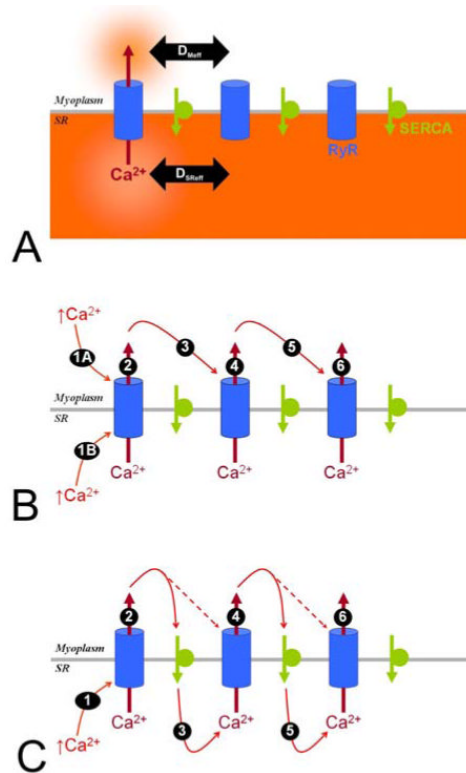 D_Meff
Myoplasm
SR
SERCA
RyR
Ca²⁺
D_SReff
A
↑Ca²⁺
1A
2
3
4
5
6
Myoplasm
SR
1B
↑Ca²⁺
Ca²⁺
Ca²⁺
Ca²⁺
B
2
4
6
Myoplasm
SR
1
3
5
↑Ca²⁺
Ca²⁺
Ca²⁺
Ca²⁺
C